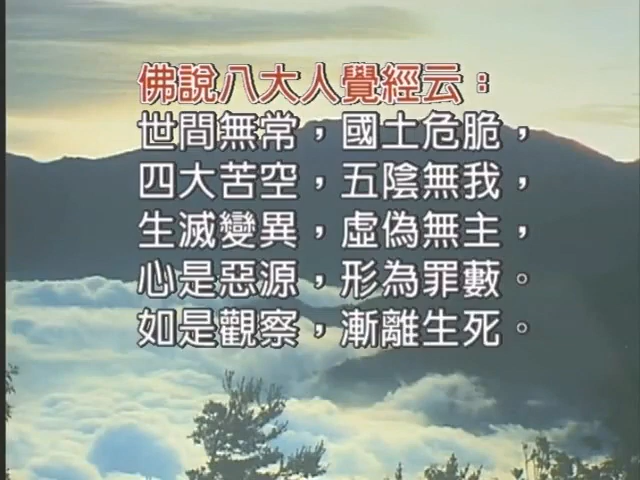 佛說八大人覺經云：
世間無常，國土危脆，
四大苦空，五陰無我，
生滅變異，虛偽無主，
心是惡源，形為罪藪。
如是觀察，漸離生死。